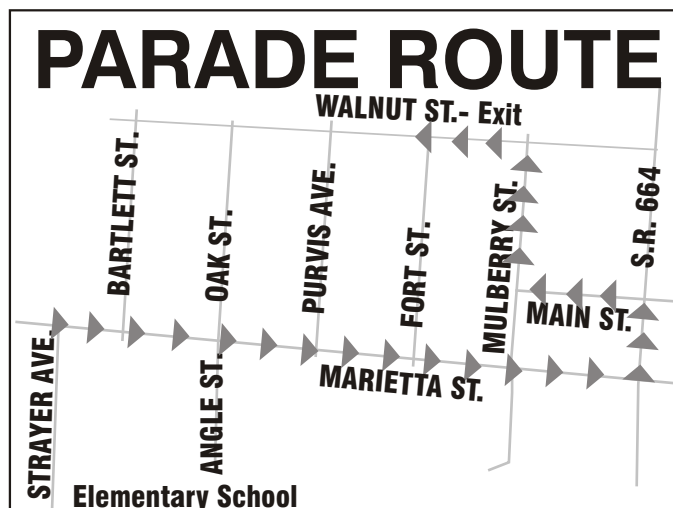 PARADE ROUTE
WALNUT ST.- Exit
BARTLETT ST.
OAK ST.
PURVIS AVE.
FORT ST.
MULBERRY ST.
S.R. 664
MAIN ST.
MARIETTA ST.
STRAYER AVE.
ANGLE ST.
Elementary School